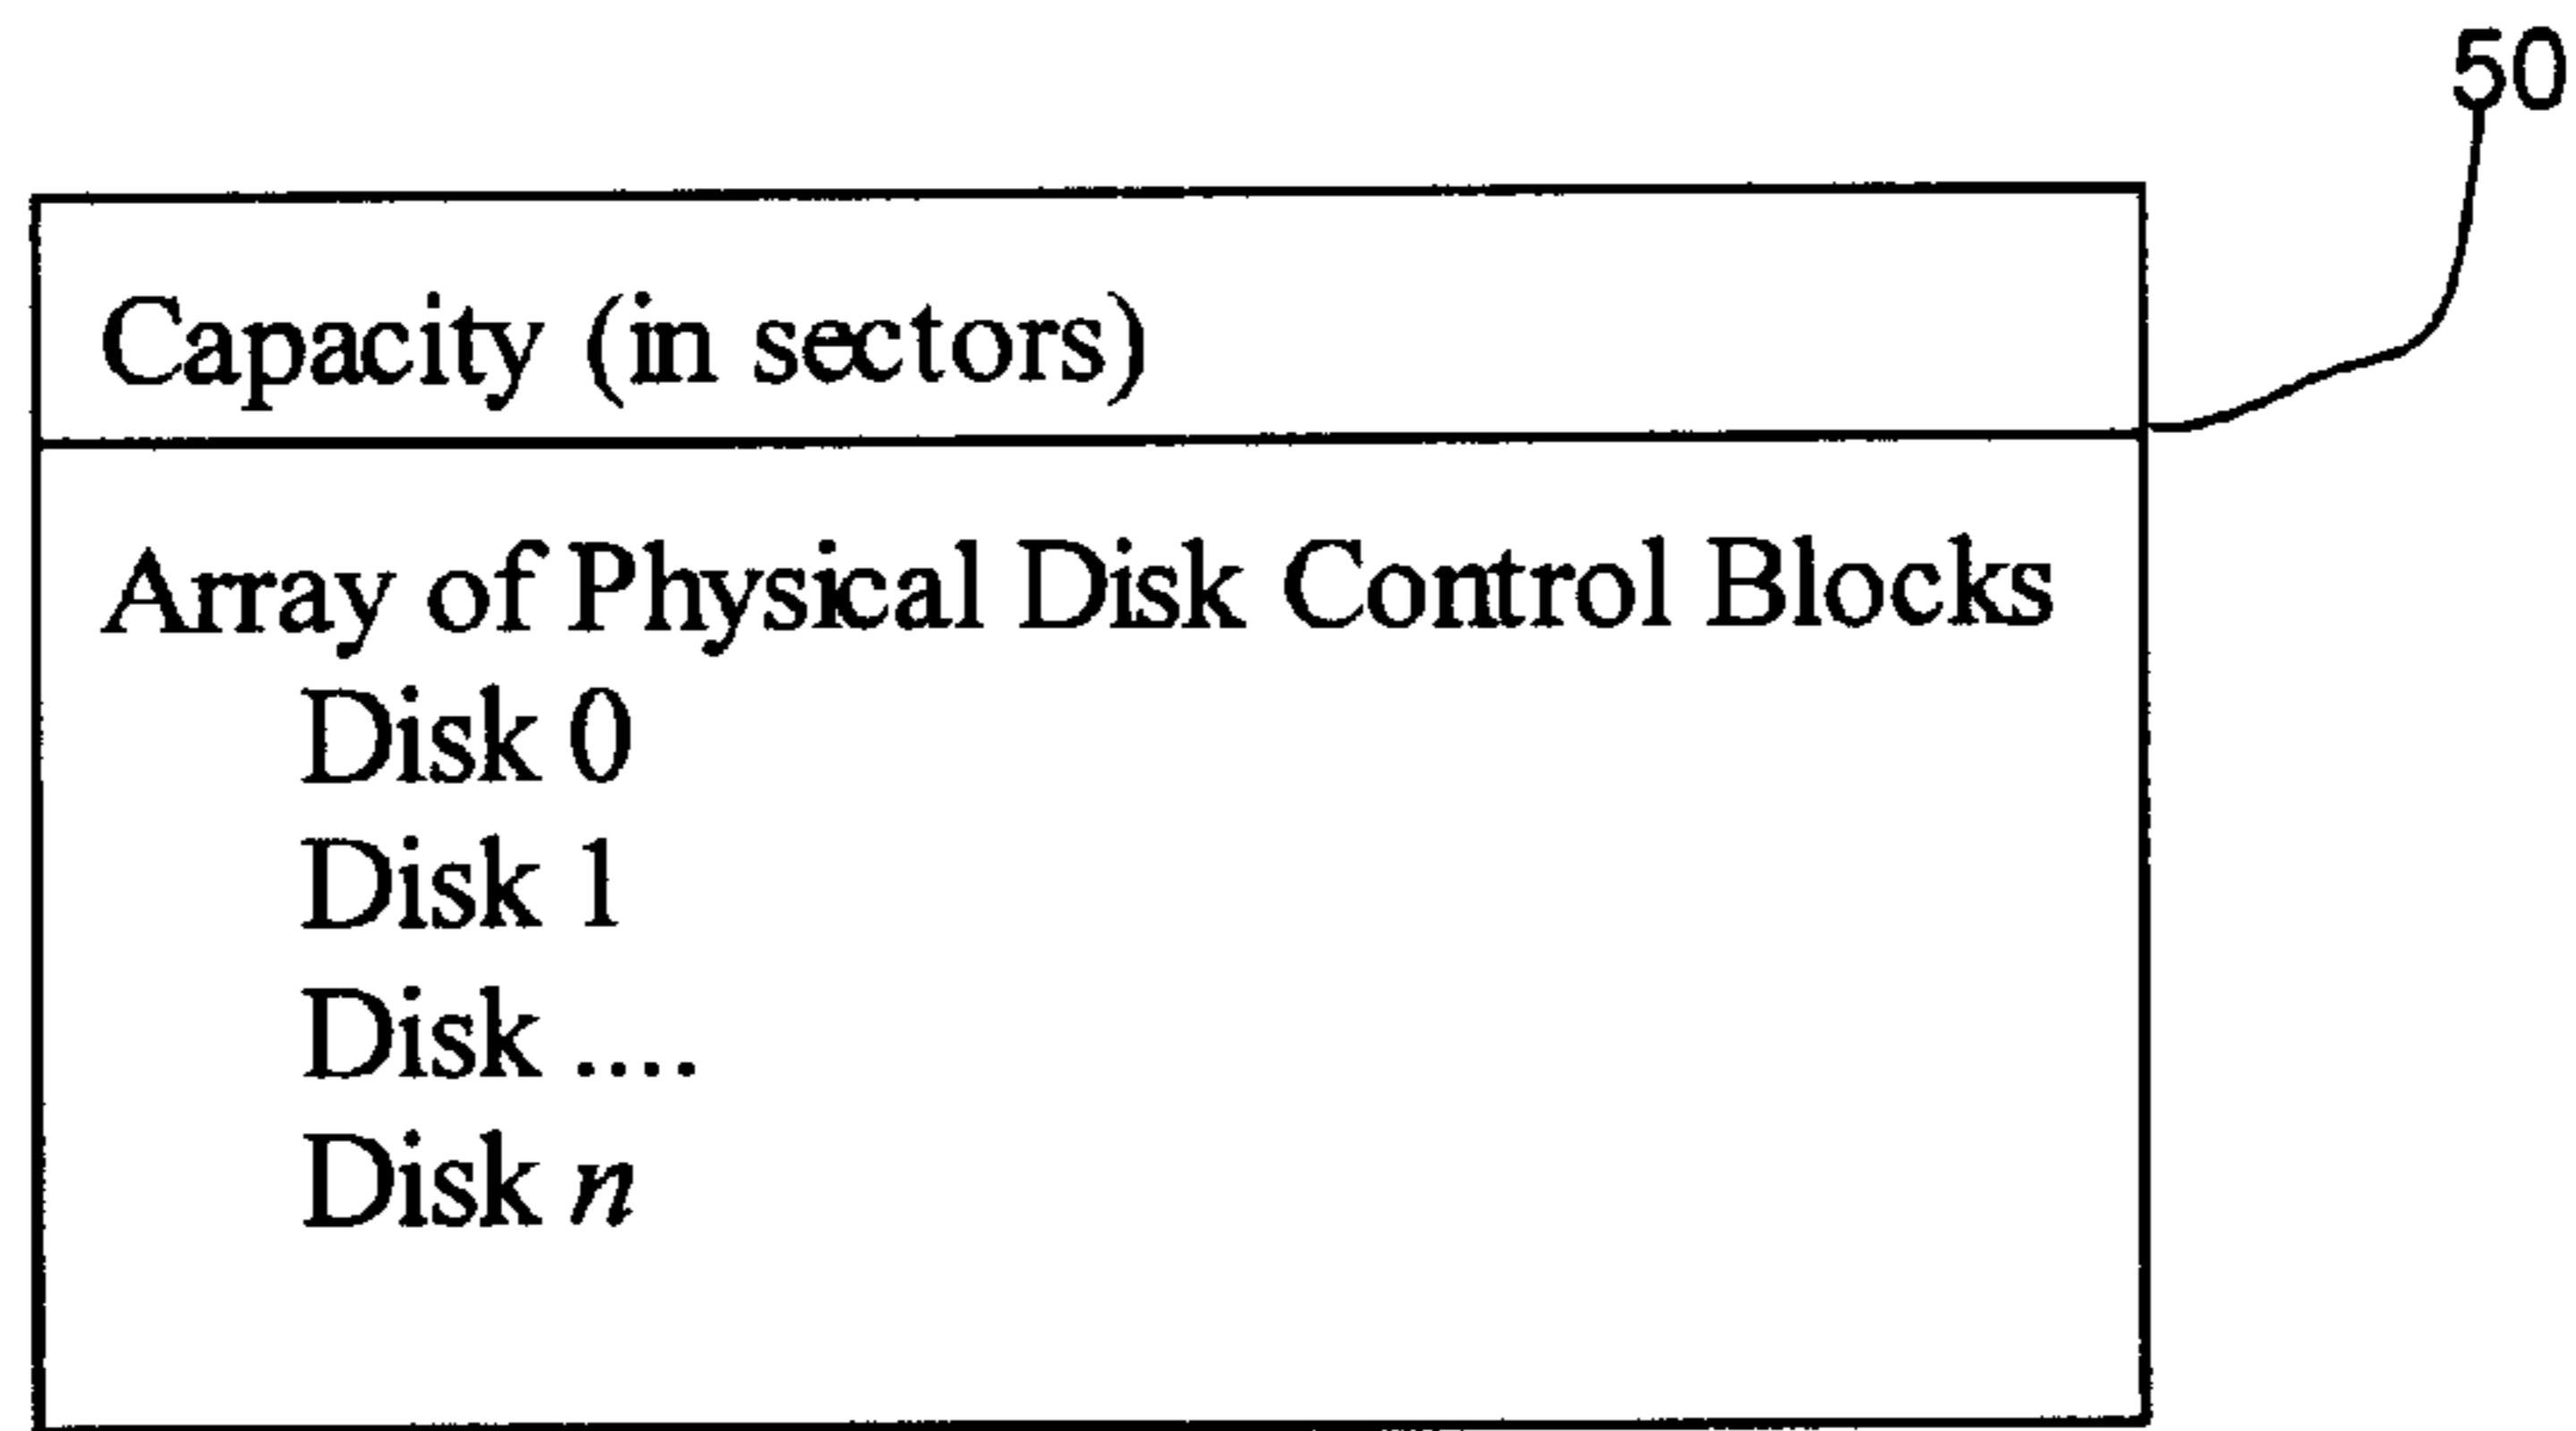 50
Capacity (in sectors)
Array of Physical Disk Control Blocks
Disk 0
Disk 1
Disk ....
Disk n